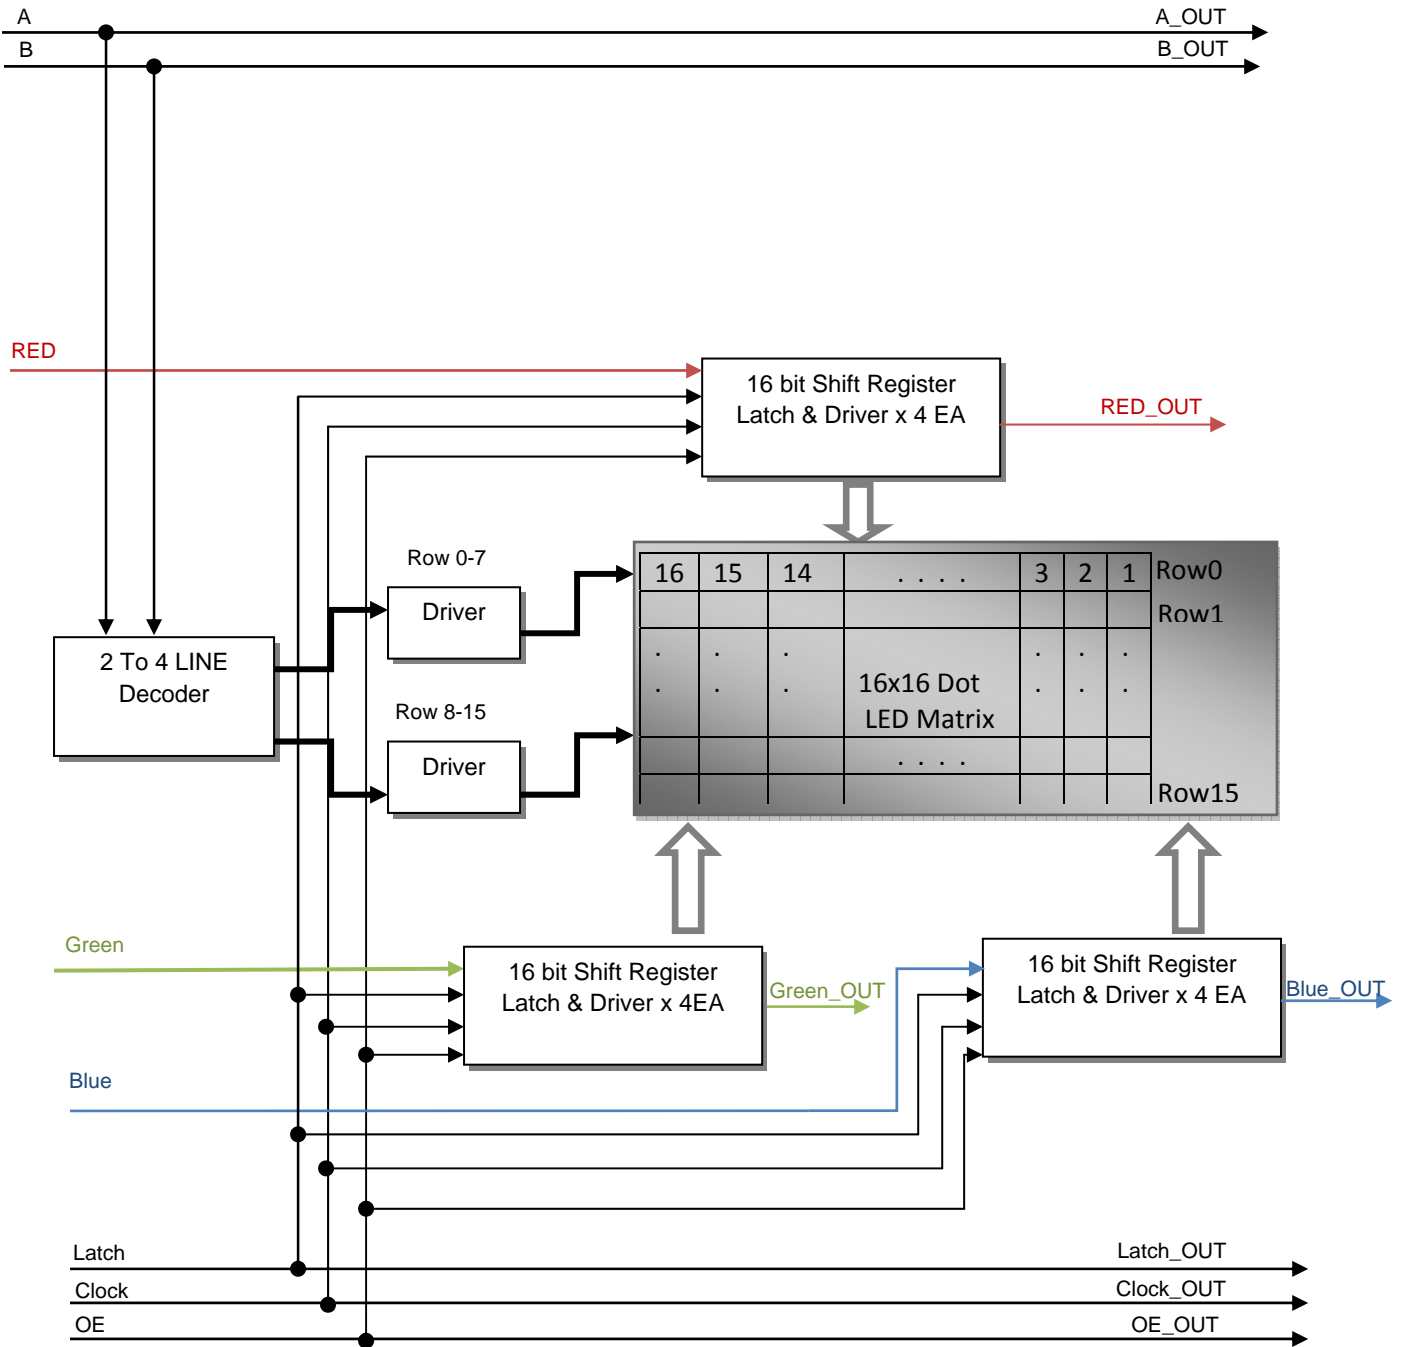 A
A_OUT
B
B_OUT
RED
16 bit Shift Register
Latch & Driver x 4 EA
RED_OUT
Row 0-7
Driver
16 15 14 . . . . 3 2 1 Row0
Row1
2 To 4 LINE
Decoder
. . . . . .
. . . 16x16 Dot . . .
LED Matrix
Row 8-15
Driver
. . . .
Row15
Green
16 bit Shift Register
Latch & Driver x 4EA
Green_OUT
16 bit Shift Register
Latch & Driver x 4 EA
Blue_OUT
Blue
Latch
Latch_OUT
Clock
Clock_OUT
OE
OE_OUT